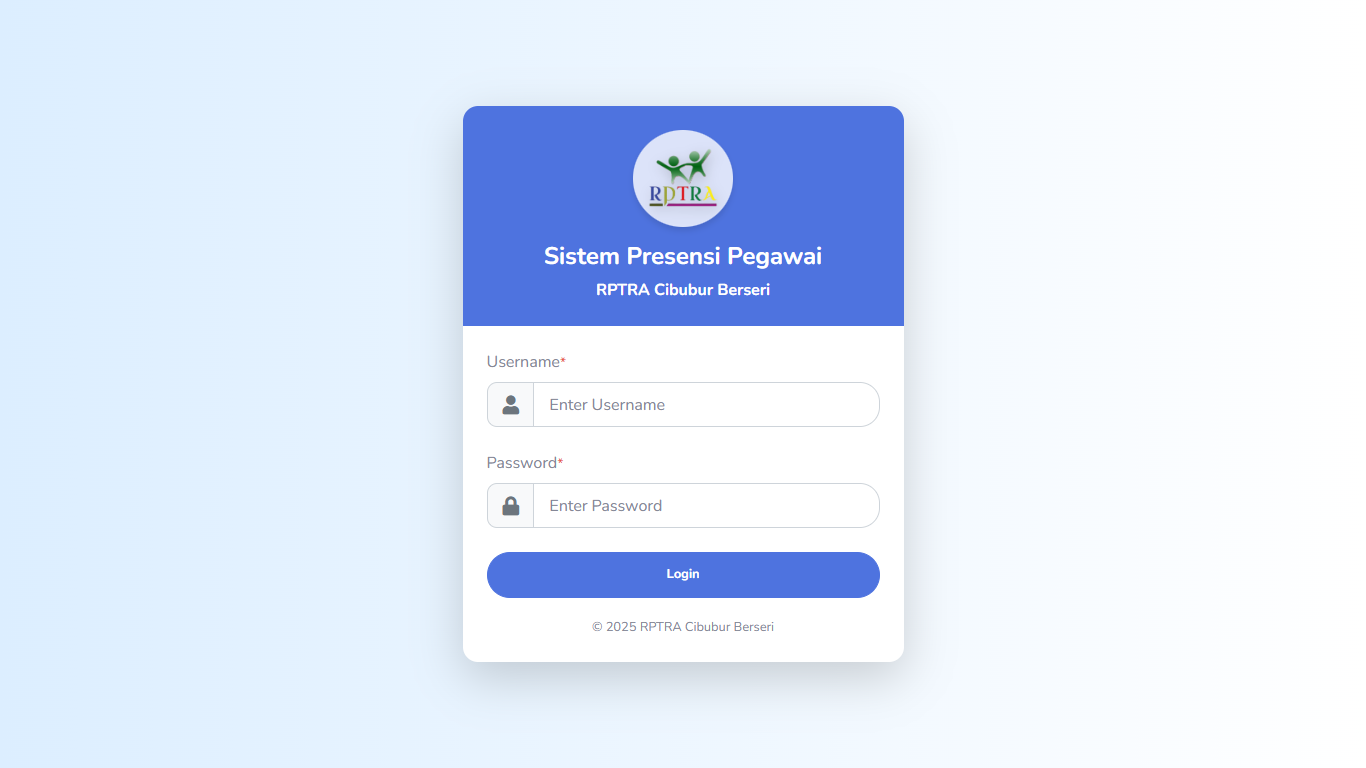 RPTRA
Sistem Presensi Pegawai
RPTRA Cibubur Berseri
Username*
Enter Username
Password*
Enter Password
Login
© 2025 RPTRA Cibubur Berseri